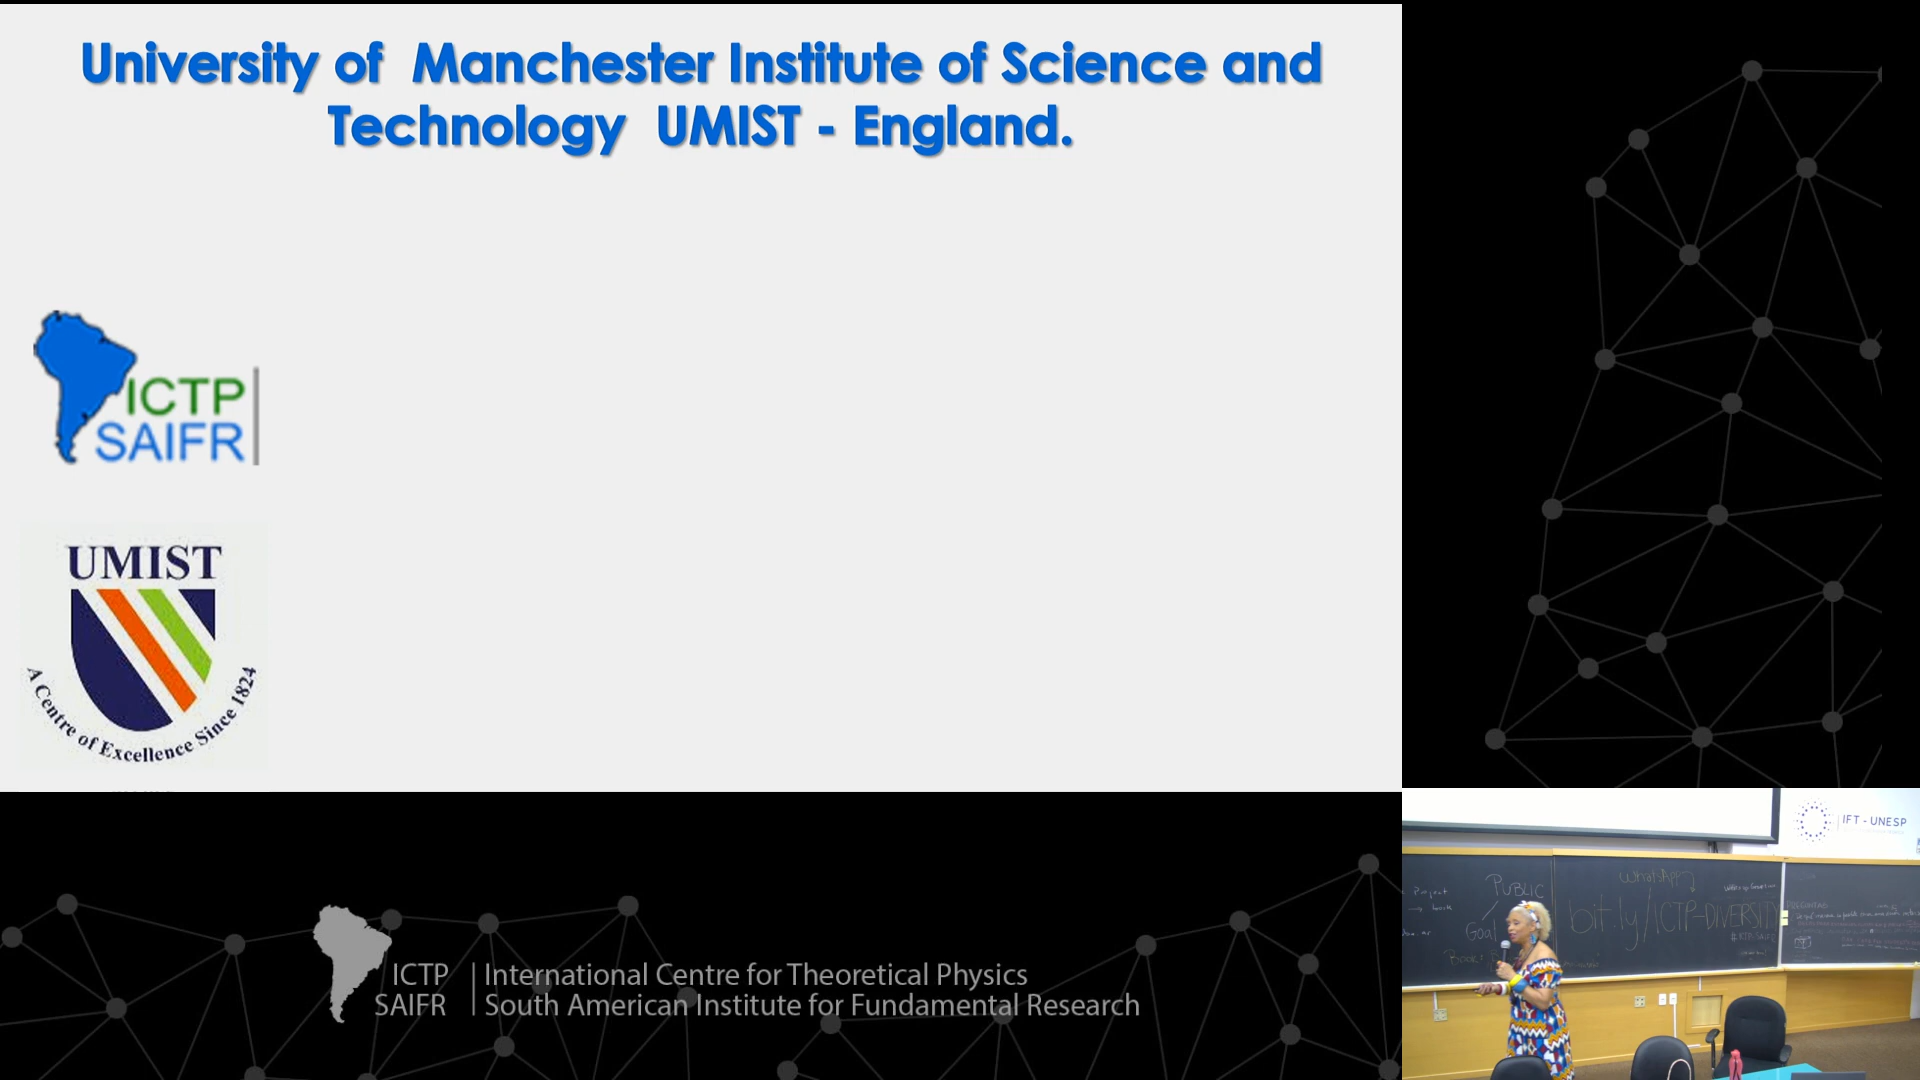 University of Manchester Institute of Science and
Technology UMIST - England.
ICTP
SAIFR
UMIST
A Centre of Excellence Since 1824
ICTP
SAIFR
International Centre for Theoretical Physics
South American Institute for Fundamental Research
IFT - UNESP
PUBLIC
Goal
Project
WhatsApp
bit.ly/ICTP-DIVERSITY